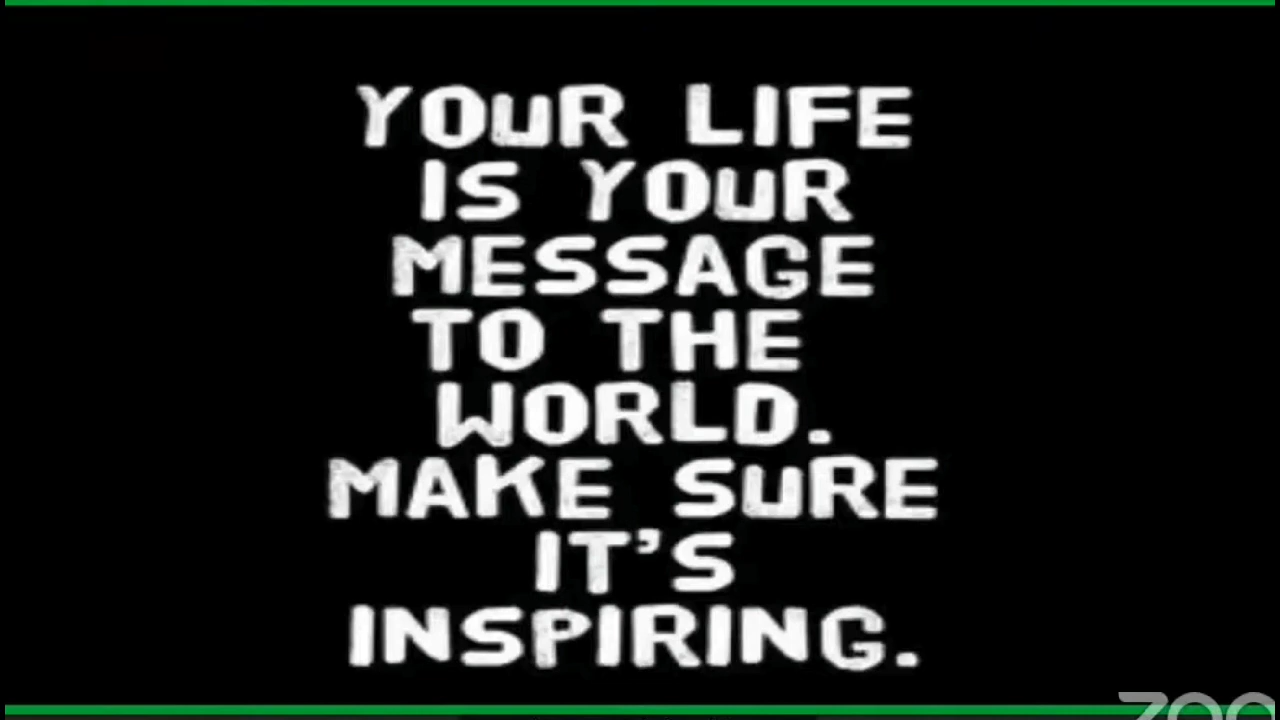 YOuR LIFE
IS YOuR
MESSAGE
TO THE
WORLD.
MAKE SuRE
IT'S
INSPIRING.